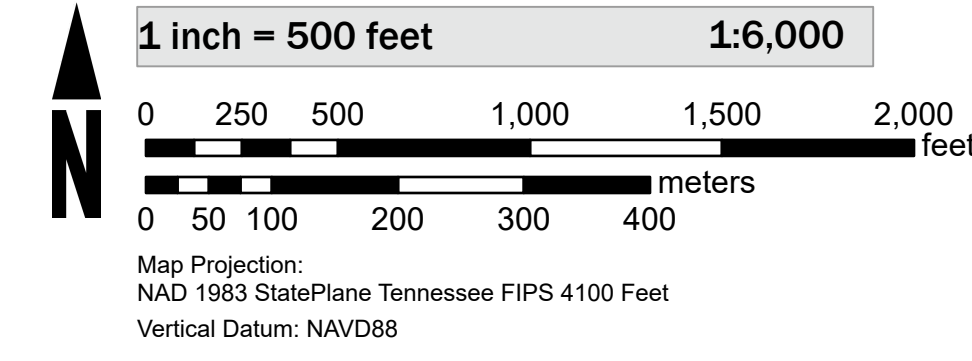 1 inch = 500 feet 1:6,000
0 250 500 1,000 1,500 2,000
feet
meters
0 50 100 200 300 400
N
Map Projection:
NAD 1983 StatePlane Tennessee FIPS 4100 Feet
Vertical Datum: NAVD88